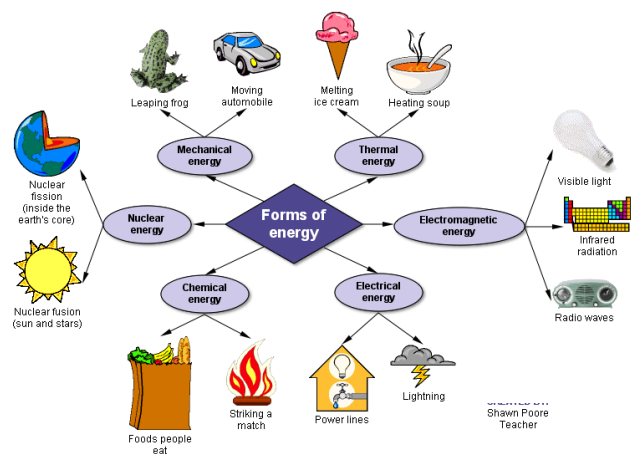 Leaping frog
Moving
automobile
Melting
ice cream
Heating soup
Mechanical
energy
Thermal
energy
Nuclear
fission
(inside the
earth's core)
Visible light
Nuclear
energy
Forms of
energy
Electromagnetic
energy
Infrared
radiation
Nuclear fusion
(sun and stars)
Chemical
energy
Electrical
energy
Radio waves
Foods people
eat
Striking a
match
Power lines
Lightning
Shawn Poore
Teacher